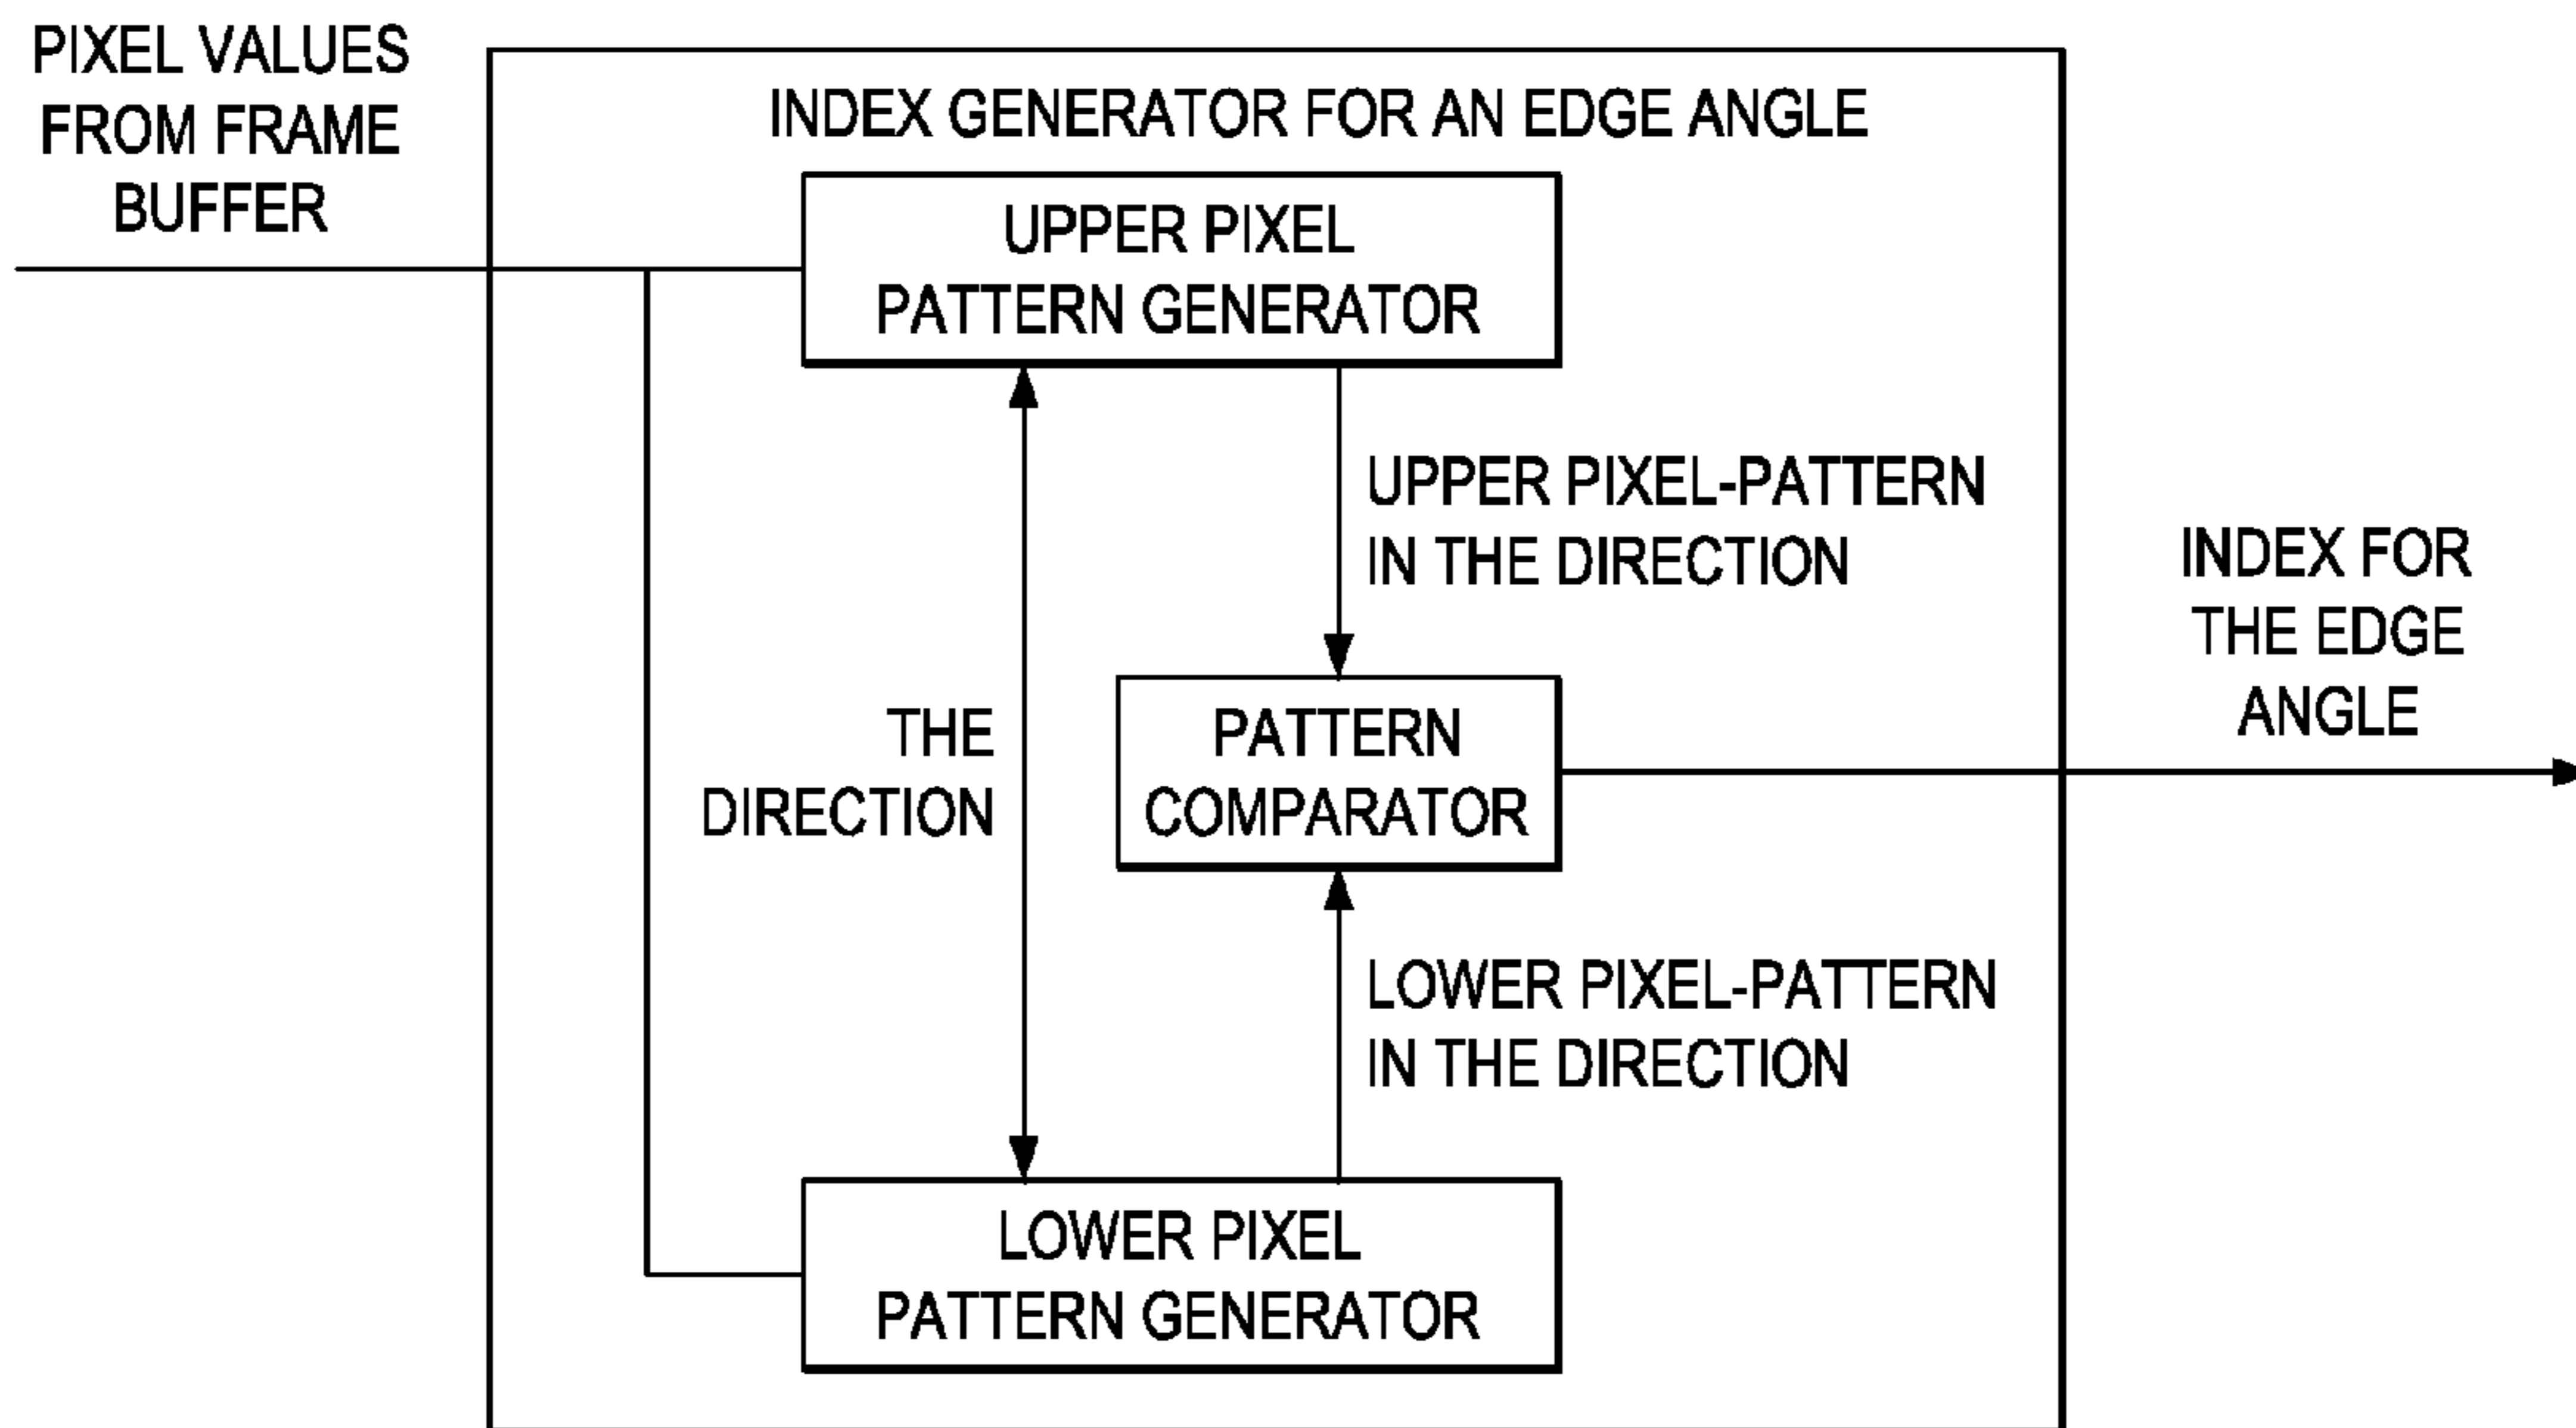 PIXEL VALUES
FROM FRAME
BUFFER
INDEX GENERATOR FOR AN EDGE ANGLE
UPPER PIXEL
PATTERN GENERATOR
UPPER PIXEL-PATTERN
IN THE DIRECTION
THE
DIRECTION
PATTERN
COMPARATOR
INDEX FOR
THE EDGE
ANGLE
LOWER PIXEL-PATTERN
IN THE DIRECTION
LOWER PIXEL
PATTERN GENERATOR